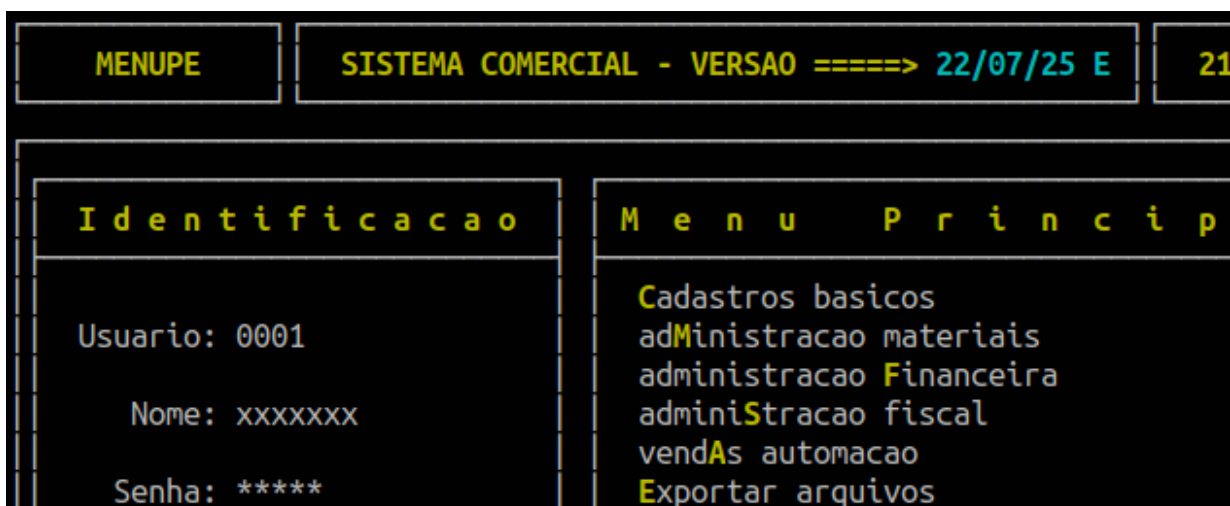 MENUPE SISTEMA COMERCIAL - VERSAO =====> 22/07/25 E 21
Identificacao
Menu Princip
Usuario: 0001
Nome: xxxxxxx
Senha: *****
Cadastros basicos
adMinistracao materiais
administracao Financeira
adminiStracao fiscal
vendAs automacao
Exportar arquivos